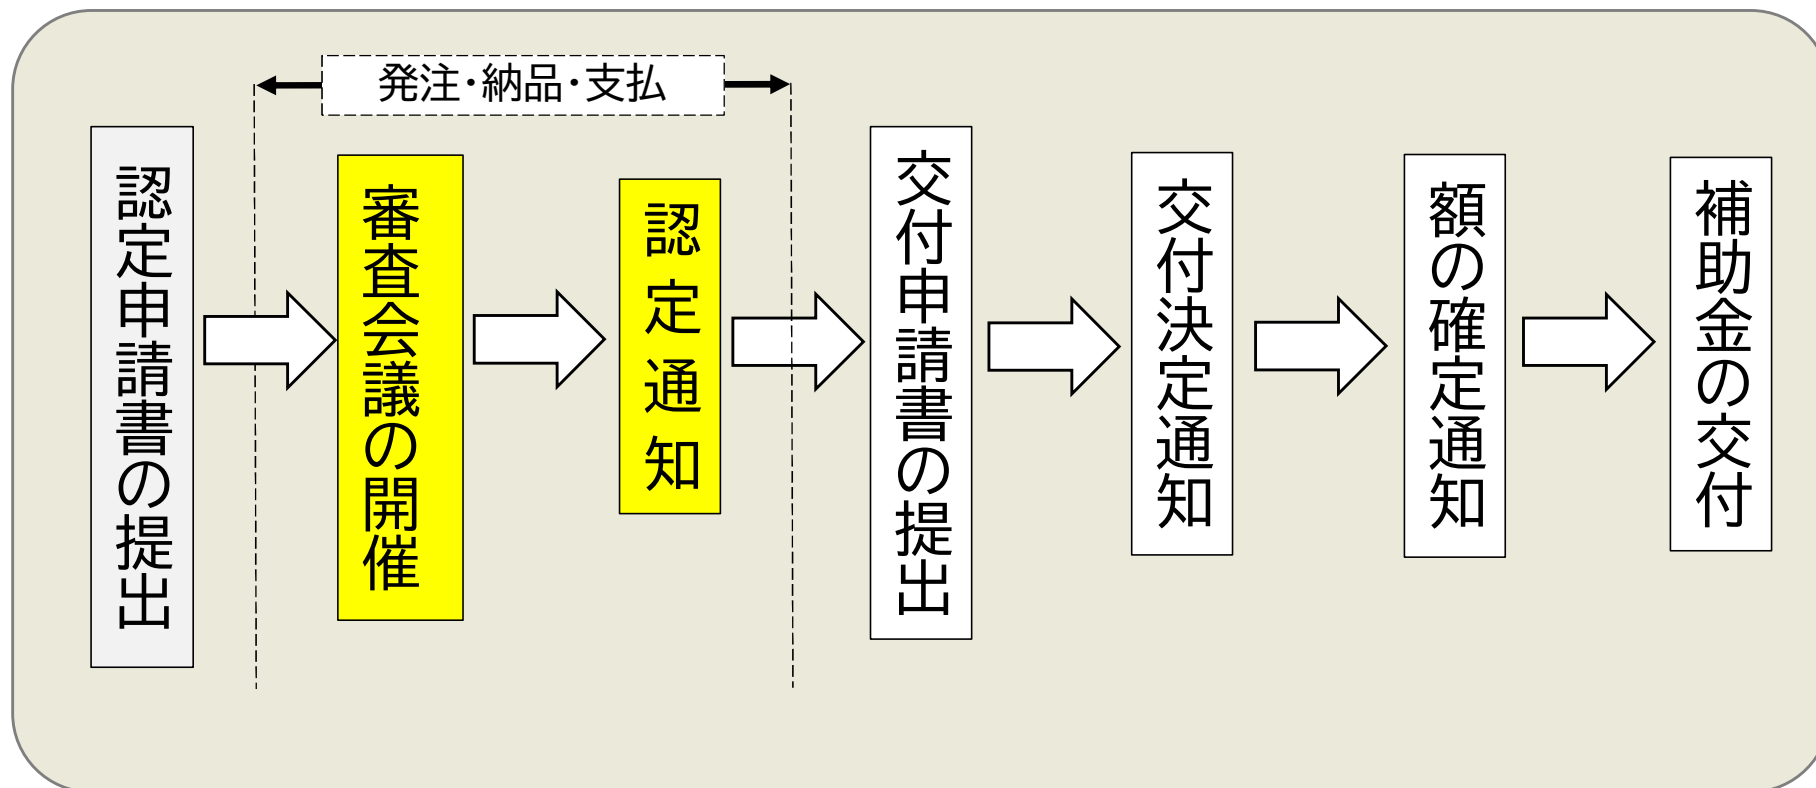 発注・納品・支払
認定申請書の提出
審査会議の開催
認定通知
交付申請書の提出
交付決定通知
額の確定通知
補助金の交付